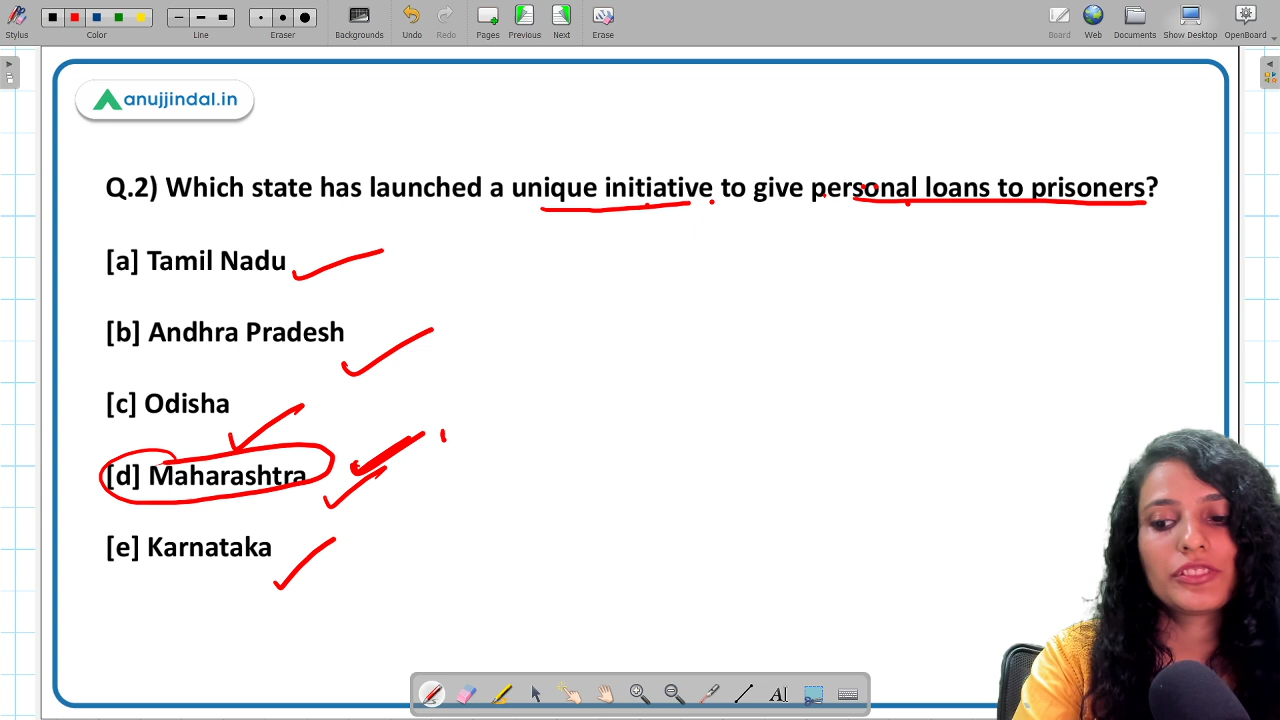 Stylus
Color
Line
Eraser
Backgrounds
Undo
Redo
Pages
Previous
Next
Erase
Board
Web
Documents
Show Desktop
OpenBoard
anujjindal.in
Q.2) Which state has launched a unique initiative to give personal loans to prisoners?
[a] Tamil Nadu
[b] Andhra Pradesh
[c] Odisha
[d] Maharashtra
[e] Karnataka
AI